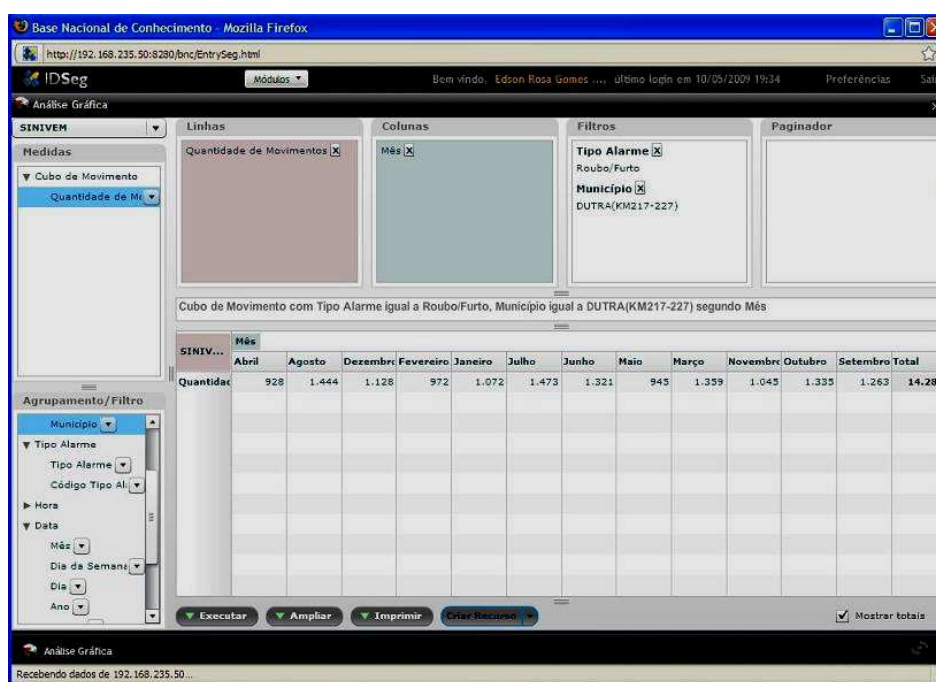 Base Nacional de Conhecimento - Mozilla Firefox
http://192.168.235.50:8280/bnc/EntrySeg.html
IDSeg Módulos Bem vindo, Edson Rosa Gomes ...., último login em 10/05/2009 19:34 Preferências Sai
Análise Gráfica
SINIVEM
Linhas Colunas Filtros Paginador
Medidas
Quantidade de Movimentos X Mês X Tipo Alarme X
Roubo/Furto
Cubo de Movimento
Município X
Quantidade de Mo
DUTRA(KM217-227)
Cubo de Movimento com Tipo Alarme igual a Roubo/Furto, Município igual a DUTRA(KM217-227) segundo Mês
SINIV... Mês
Abril Agosto Dezembro Fevereiro Janeiro Julho Junho Maio Março Novembro Outubro Setembro Total
Quantidad 928 1.444 1.128 972 1.072 1.473 1.321 945 1.359 1.045 1.335 1.263 14.28
Agrupamento/Filtro
Município
Tipo Alarme
Tipo Alarme
Código Tipo Al
Hora
Data
Mês
Dia da Semana
Dia
Ano
Executar Ampliar Imprimir Criar Recurso Mostrar totais
Análise Gráfica
Recebendo dados de 192.168.235.50...